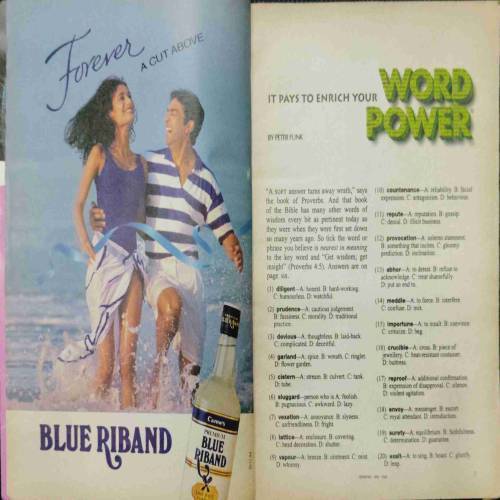 Forever
A CUT ABOVE
BLUE RIBAND
PREMIUM
BLUE
RIBAND
IT PAYS TO ENRICH YOUR WORD
POWER
BY PETER FUNK
"A SOFT answer turns away wrath," says
the book of Proverbs. And that book
of the Bible has many other words of
wisdom every bit as pertinent today as
they were when they were first set down
so many years ago. So tick the word or
phrase you believe is nearest in meaning
to the key word and "Get wisdom; get
insight" (Proverbs 4:5). Answers are on
page six.
(1) diligent—A: honest. B: hard-working.
C: humourless. D: watchful.
(2) prudence—A: cautious judgement.
B: fussiness. C: morality. D: traditional
practice.
(3) devious—A: thoughtless. B: laid-back.
C: complicated. D: deceitful.
(4) garland—A: spice. B: wreath. C: ringlet.
D: flower garden.
(5) cistern—A: stream. B: culvert. C: tank.
D: tube.
(6) sluggard—person who is A: foolish.
B: pugnacious. C: awkward. D: lazy.
(7) vexation—A: annoyance. B: slyness.
C: unfriendliness. D: fright
(8) lattice—A: enclosure. B: covering.
C: head decoration. D: shutter.
(9) vapour—A: breeze. B: ointment. C: mist.
D: whimsy.
(10) countenance—A: reliability. B: facial
expression. C: antagonism. D: behaviour.
(11) repute—A: reputation. B: gossip.
C: denial. D: illicit business.
(12) provocation—A: solemn statement.
B: something that incites. C: gloomy
prediction. D: inclination.
(13) abhor—A: to detest. B: refuse to
acknowledge. C: treat shamefully.
D: put an end to.
(14) meddle—A: to force. B: interfere.
C: confuse. D: mix.
(15) importune—A: to insult. B: convince.
C: criticize. D: beg.
(16) crucible—A: cross. B: piece of
jewellery. C: heat-resistant container.
D: buttress.
(17) reproof—A: additional confirmation.
B: expression of disapproval. C: silence.
D: violent agitation.
(18) envoy—A: messenger. B: escort.
C: royal attendant. D: introduction.
(19) surety—A: equilibrium. B: faithfulness.
C: determination. D: guarantee.
(20) exult—A: to sing. B: boast. C: glorify.
D: leap.